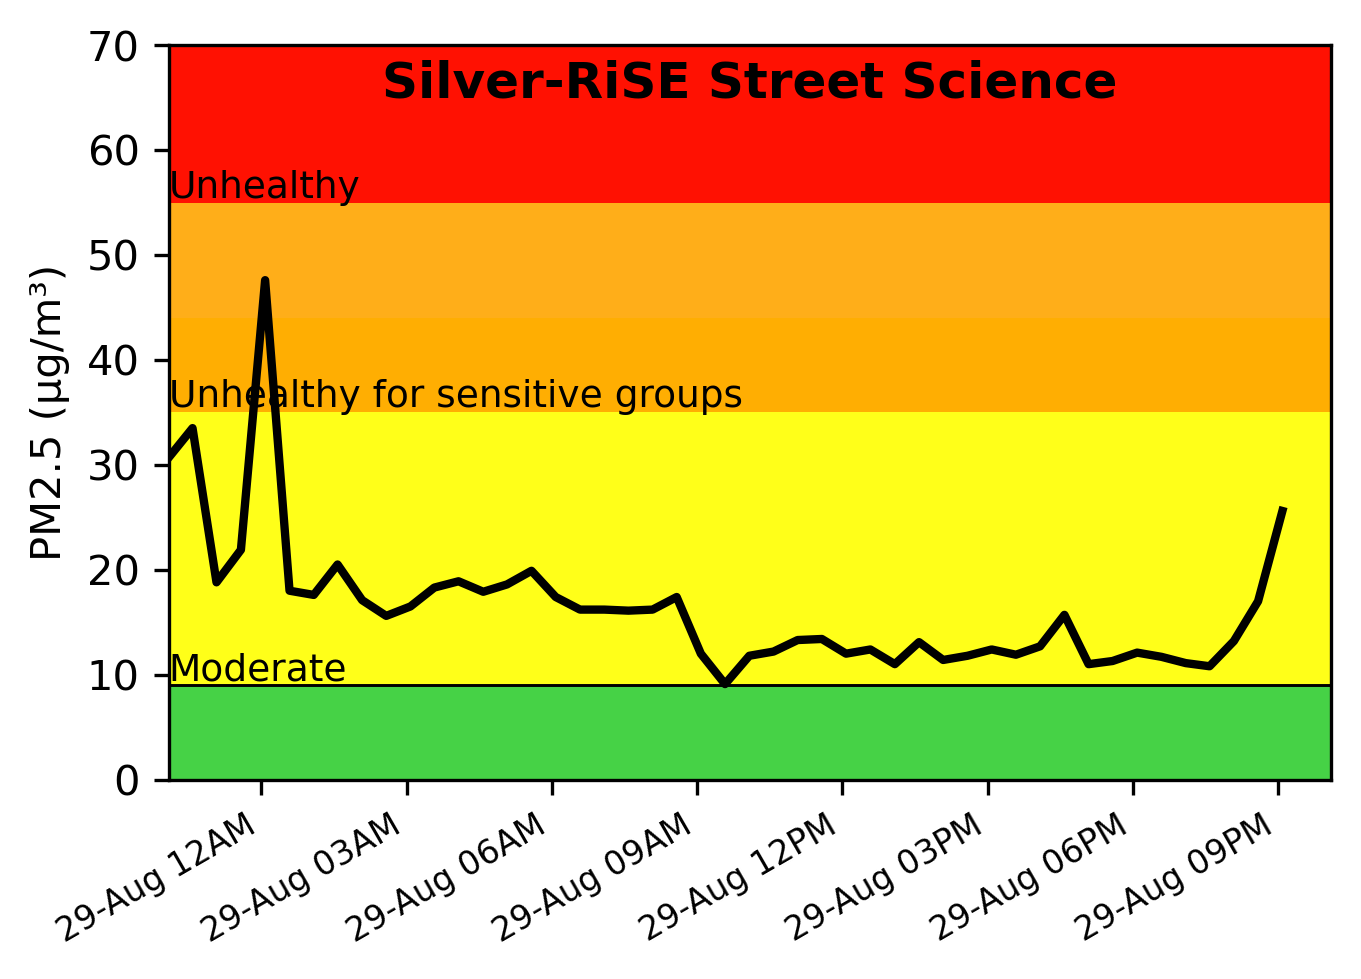 Silver-RiSE Street Science
PM2.5 (µg/m³)
70
60
50
40
30
20
10
0
Unhealthy
Unhealthy for sensitive groups
Moderate
29-Aug 12AM
29-Aug 03AM
29-Aug 06AM
29-Aug 09AM
29-Aug 12PM
29-Aug 03PM
29-Aug 06PM
29-Aug 09PM